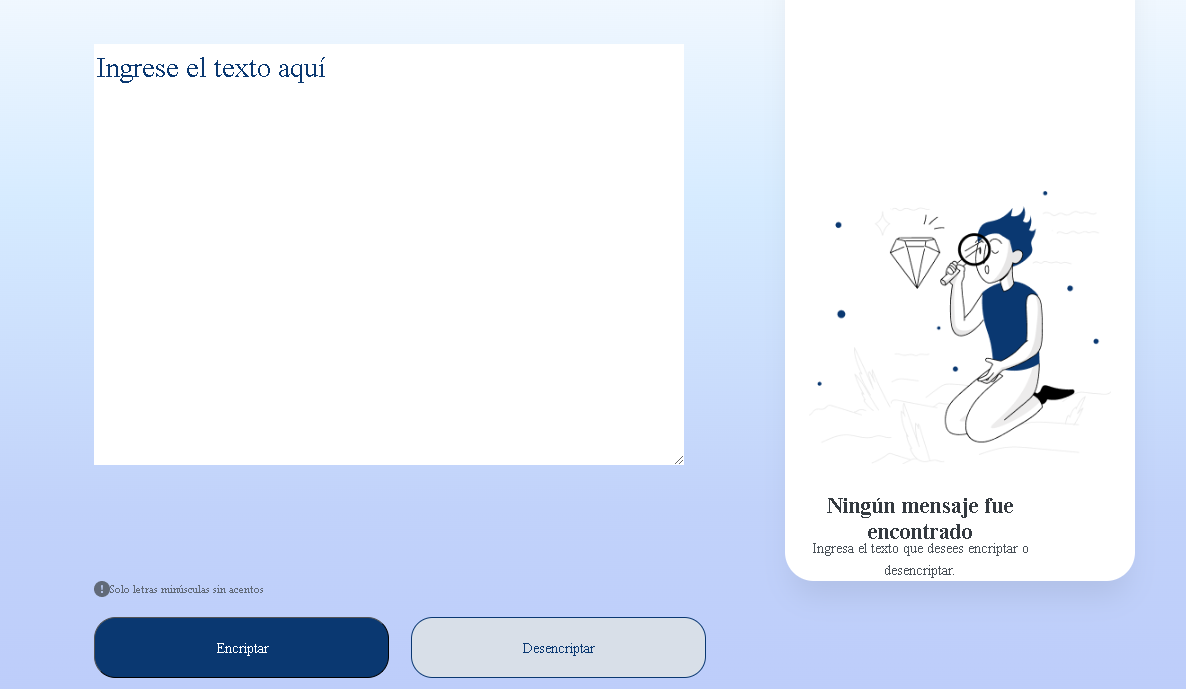 Ingrese el texto aquí
Ningún mensaje fue
encontrado
Ingresa el texto que desees encriptar o
desencriptar.
! Solo letras minúsculas sin acentos
Encriptar
Desencriptar